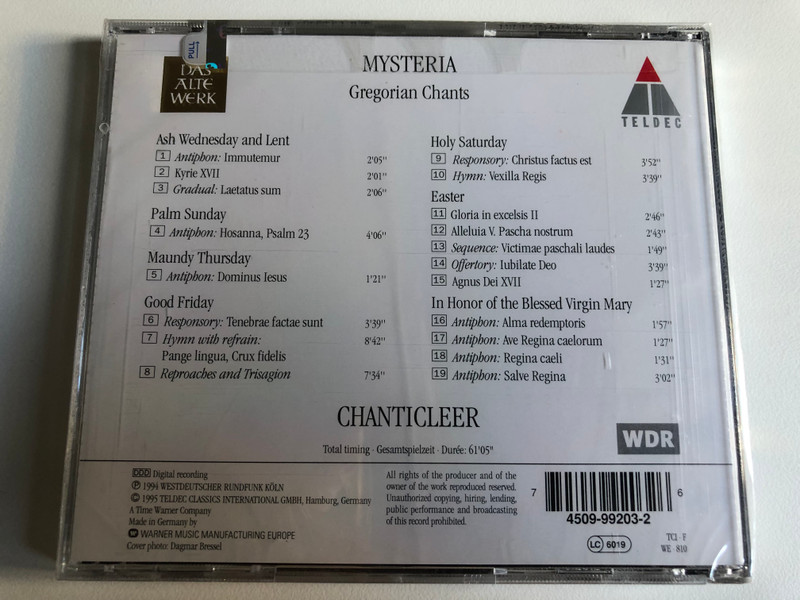 PULL
DAS
ALTE
WERK
MYSTERIA
Gregorian Chants
TELDEC
Ash Wednesday and Lent
1 Antiphon: Immutemur 2'05"
2 Kyrie XVII 2'01"
3 Gradual: Laetatus sum 2'06"
Palm Sunday
4 Antiphon: Hosanna, Psalm 23 4'06"
Maundy Thursday
5 Antiphon: Dominus Iesus 1'21"
Good Friday
6 Responsory: Tenebrae factae sunt 3'39"
7 Hymn with refrain: 8'42"
Pange lingua, Crux fidelis
8 Reproaches and Trisagion 7'34"
Holy Saturday
9 Responsory: Christus factus est 3'52"
10 Hymn: Vexilla Regis 3'39"
Easter
11 Gloria in excelsis II 2'46"
12 Alleluia V. Pascha nostrum 2'43"
13 Sequence: Victimae paschali laudes 1'49"
14 Offertory: Iubilate Deo 3'39"
15 Agnus Dei XVII 1'27"
In Honor of the Blessed Virgin Mary
16 Antiphon: Alma redemptoris 1'57"
17 Antiphon: Ave Regina caelorum 1'27"
18 Antiphon: Regina caeli 1'31"
19 Antiphon: Salve Regina 3'02"
CHANTICLEER
Total timing · Gesamtspielzeit · Durée: 61'05"
WDR
DDD Digital recording
℗ 1994 WESTDEUTSCHER RUNDFUNK KÖLN
© 1995 TELDEC CLASSICS INTERNATIONAL GMBH, Hamburg, Germany
A Time Warner Company
Made in Germany by
WARNER MUSIC MANUFACTURING EUROPE
Cover photo: Dagmar Bressel
All rights of the producer and of the
owner of the work reproduced reserved.
Unauthorized copying, hiring, lending,
public performance and broadcasting
of this record prohibited.
7 6
4509-99203-2
LC 6019
TCI · F
WE · 810